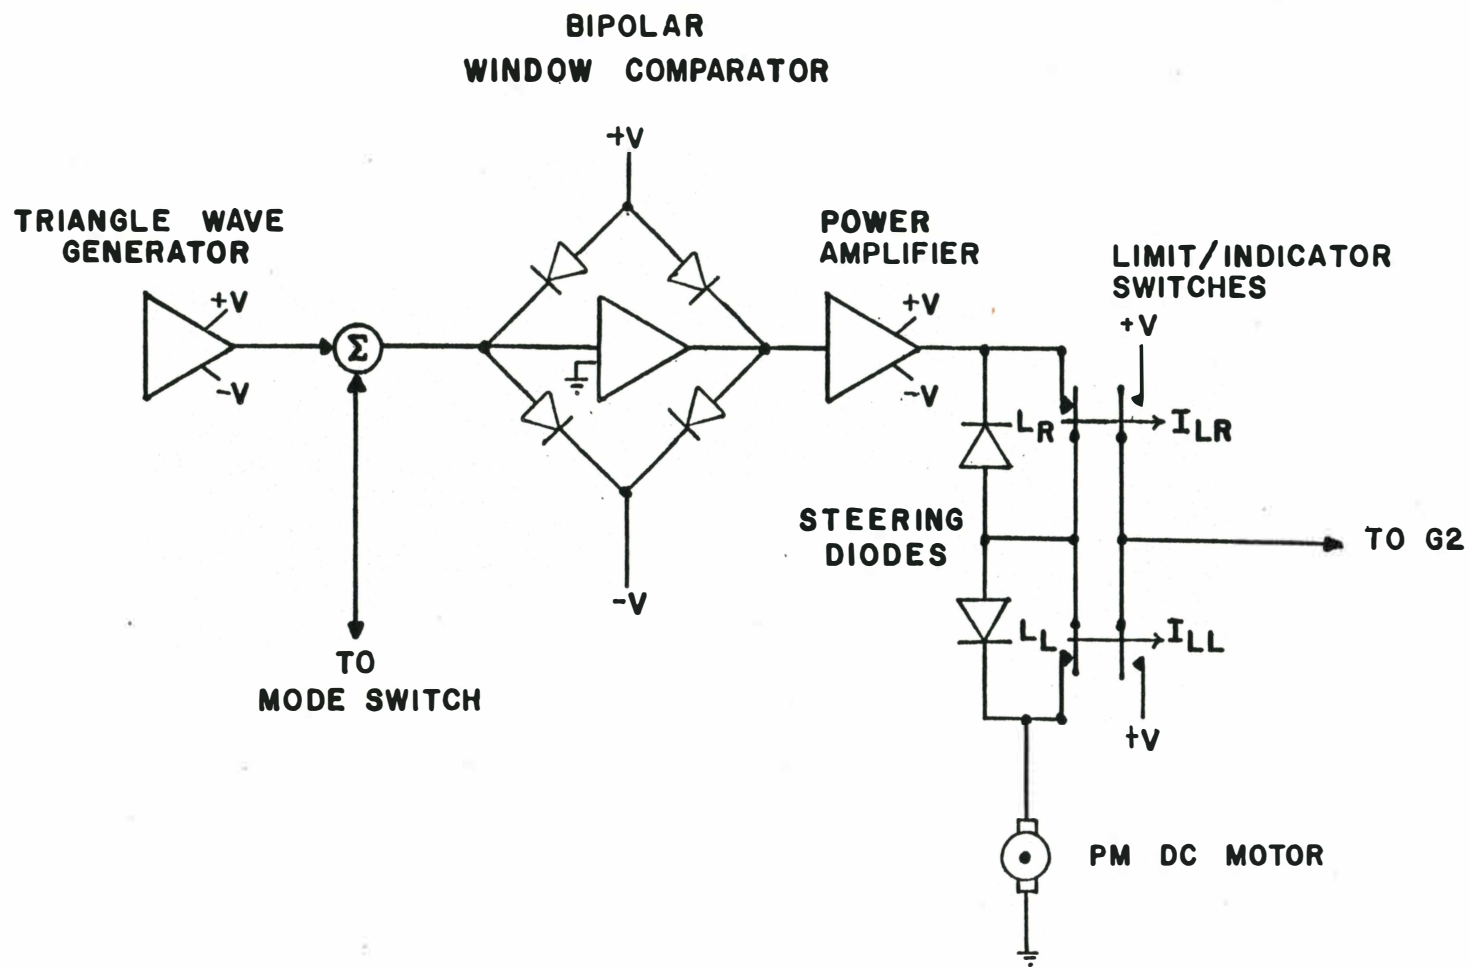 BIPOLAR
WINDOW COMPARATOR
+V
TRIANGLE WAVE
GENERATOR
+V
-V
Σ
POWER
AMPLIFIER
+V
-V
LIMIT/INDICATOR
SWITCHES
+V
LR
ILR
STEERING
DIODES
TO G2
-V
LL
ILL
+V
TO
MODE SWITCH
PM DC MOTOR